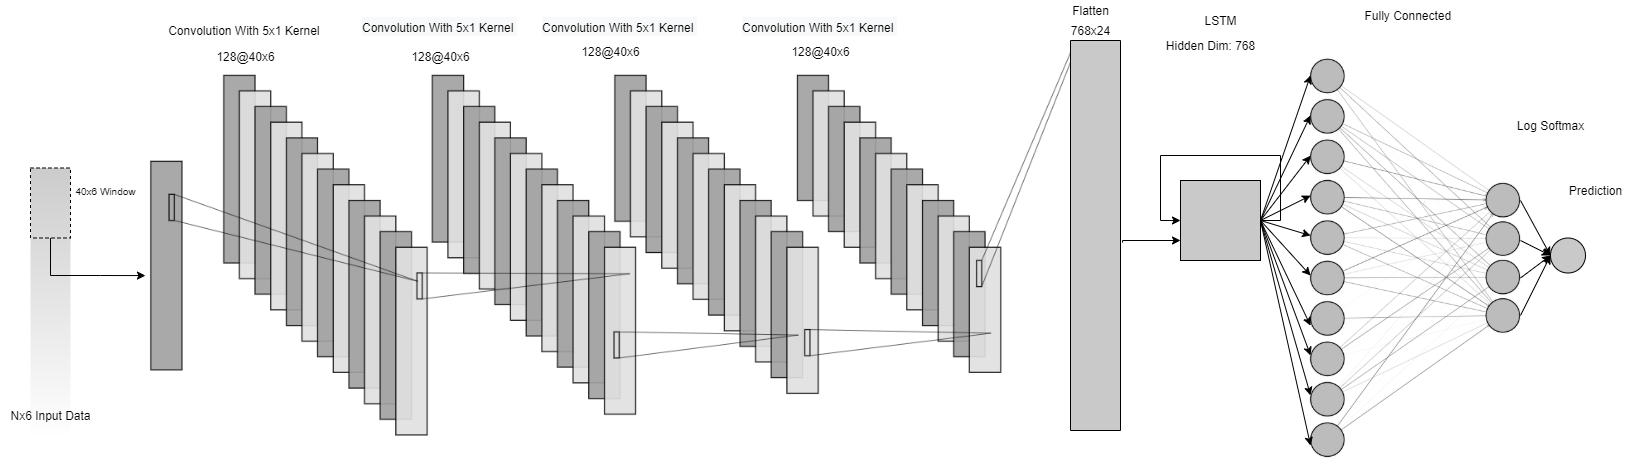 Convolution With 5x1 Kernel
128@40x6
Convolution With 5x1 Kernel
128@40x6
Convolution With 5x1 Kernel
128@40x6
Convolution With 5x1 Kernel
128@40x6
Flatten
768x24
LSTM
Hidden Dim: 768
Fully Connected
Log Softmax
Prediction
40x6 Window
Nx6 Input Data